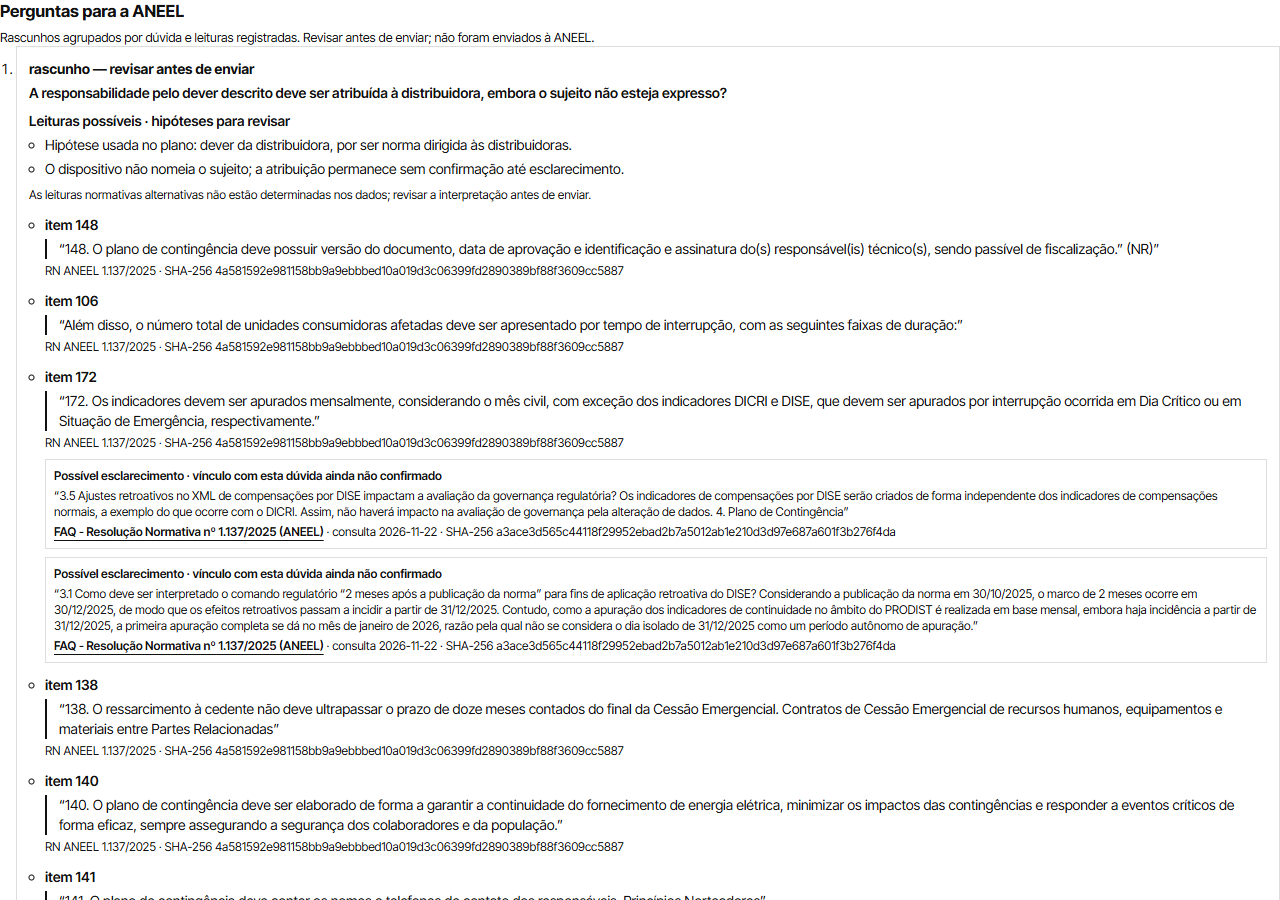 Perguntas para a ANEEL
Rascunhos agrupados por dúvida e leituras registradas. Revisar antes de enviar; não foram enviados à ANEEL.
1. rascunho — revisar antes de enviar
A responsabilidade pelo dever descrito deve ser atribuída à distribuidora, embora o sujeito não esteja expresso?
Leituras possíveis · hipóteses para revisar
Hipótese usada no plano: dever da distribuidora, por ser norma dirigida às distribuidoras.
O dispositivo não nomeia o sujeito; a atribuição permanece sem confirmação até esclarecimento.
As leituras normativas alternativas não estão determinadas nos dados; revisar a interpretação antes de enviar.
item 148
“148. O plano de contingência deve possuir versão do documento, data de aprovação e identificação e assinatura do(s) responsável(is) técnico(s), sendo passível de fiscalização.” (NR)”
RN ANEEL 1.137/2025 · SHA-256 4a581592e981158bb9a9ebbbed10a019d3c06399fd2890389bf88f3609cc5887
item 106
“Além disso, o número total de unidades consumidoras afetadas deve ser apresentado por tempo de interrupção, com as seguintes faixas de duração:”
RN ANEEL 1.137/2025 · SHA-256 4a581592e981158bb9a9ebbbed10a019d3c06399fd2890389bf88f3609cc5887
item 172
“172. Os indicadores devem ser apurados mensalmente, considerando o mês civil, com exceção dos indicadores DICRI e DISE, que devem ser apurados por interrupção ocorrida em Dia Crítico ou em
Situação de Emergência, respectivamente.”
RN ANEEL 1.137/2025 · SHA-256 4a581592e981158bb9a9ebbbed10a019d3c06399fd2890389bf88f3609cc5887
Possível esclarecimento · vínculo com esta dúvida ainda não confirmado
“3.5 Ajustes retroativos no XML de compensações por DISE impactam a avaliação da governança regulatória? Os indicadores de compensações por DISE serão criados de forma independente dos indicadores de compensações
normais, a exemplo do que ocorre com o DICRI. Assim, não haverá impacto na avaliação de governança pela alteração de dados. 4. Plano de Contingência”
FAQ - Resolução Normativa nº 1.137/2025 (ANEEL) · consulta 2026-11-22 · SHA-256 a3ace3d565c44118f29952ebad2b7a5012ab1e210d3d97e687a601f3b276f4da
Possível esclarecimento · vínculo com esta dúvida ainda não confirmado
“3.1 Como deve ser interpretado o comando regulatório “2 meses após a publicação da norma” para fins de aplicação retroativa do DISE? Considerando a publicação da norma em 30/10/2025, o marco de 2 meses ocorre em
30/12/2025, de modo que os efeitos retroativos passam a incidir a partir de 31/12/2025. Contudo, como a apuração dos indicadores de continuidade no âmbito do PRODIST é realizada em base mensal, embora haja incidência a partir de
31/12/2025, a primeira apuração completa se dá no mês de janeiro de 2026, razão pela qual não se considera o dia isolado de 31/12/2025 como um período autônomo de apuração.”
FAQ - Resolução Normativa nº 1.137/2025 (ANEEL) · consulta 2026-11-22 · SHA-256 a3ace3d565c44118f29952ebad2b7a5012ab1e210d3d97e687a601f3b276f4da
item 138
“138. O ressarcimento à cedente não deve ultrapassar o prazo de doze meses contados do final da Cessão Emergencial. Contratos de Cessão Emergencial de recursos humanos, equipamentos e
materiais entre Partes Relacionadas”
RN ANEEL 1.137/2025 · SHA-256 4a581592e981158bb9a9ebbbed10a019d3c06399fd2890389bf88f3609cc5887
item 140
“140. O plano de contingência deve ser elaborado de forma a garantir a continuidade do fornecimento de energia elétrica, minimizar os impactos das contingências e responder a eventos críticos de
forma eficaz, sempre assegurando a segurança dos colaboradores e da população.”
RN ANEEL 1.137/2025 · SHA-256 4a581592e981158bb9a9ebbbed10a019d3c06399fd2890389bf88f3609cc5887
item 141
“141. O plano de contingência deve conter os nomes e telefones de contato dos responsáveis. Princípios Norteadores”